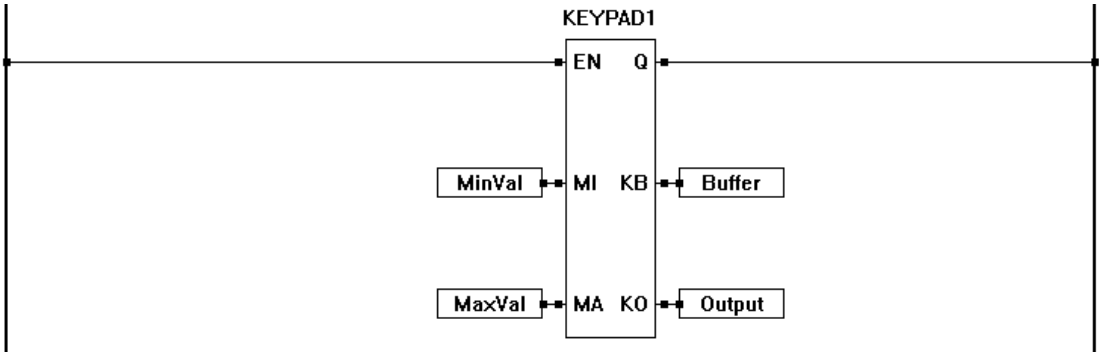 KEYPAD1
EN Q
MinVal MI KB Buffer
MaxVal MA KO Output